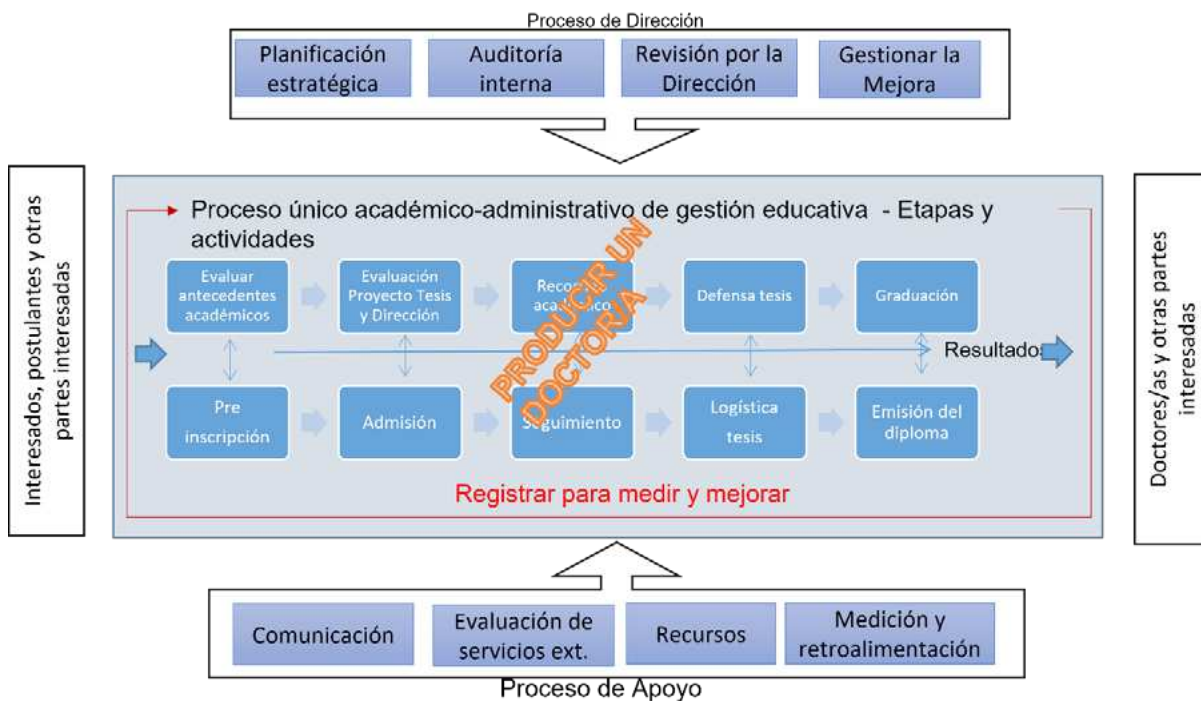 Proceso de Dirección
Planificación
estratégica
Auditoría
interna
Revisión por la
Dirección
Gestionar la
Mejora
Interesados, postulantes y otras
partes interesadas
Proceso único académico-administrativo de gestión educativa - Etapas y
actividades
Evaluar
antecedentes
académicos
Evaluación
Proyecto Tesis
y Dirección
Defensa tesis
Graduación
PRODUCIR UN
DOCTOR/A
Resultados
Pre
inscripción
Admisión
Seguimiento
Logística
tesis
Emisión del
diploma
Registrar para medir y mejorar
Doctores/as y otras partes
interesadas
Comunicación
Evaluación de
servicios ext.
Recursos
Medición y
retroalimentación
Proceso de Apoyo